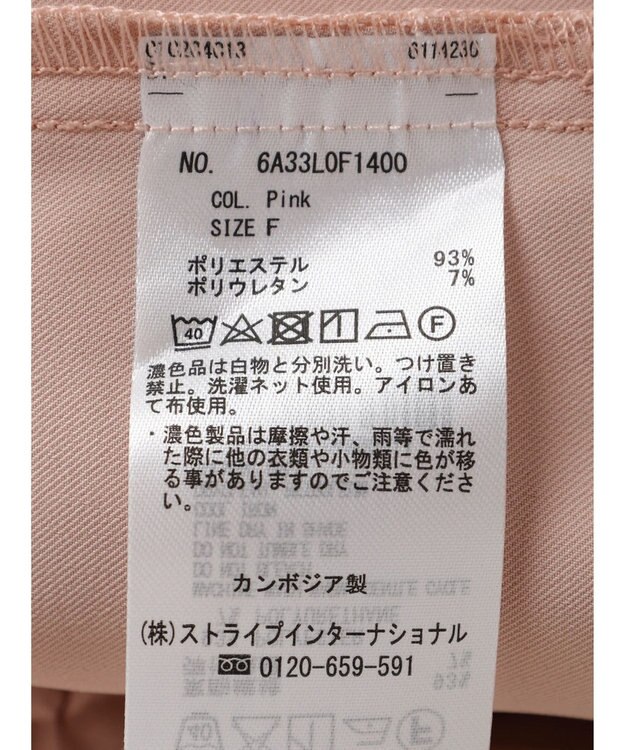 6114236
NO. 6A33L0F1400
COL. Pink
SIZE F
ポリエステル 93%
ポリウレタン 7%
40 F
濃色品は白物と分別洗い。つけ置き
禁止。洗濯ネット使用。アイロンあ
て布使用。
・濃色製品は摩擦や汗、雨等で濡れ
た際に他の衣類や小物類に色が移
る事がありますのでご注意くださ
い。
カンボジア製
(株)ストライプインターナショナル
0120-659-591